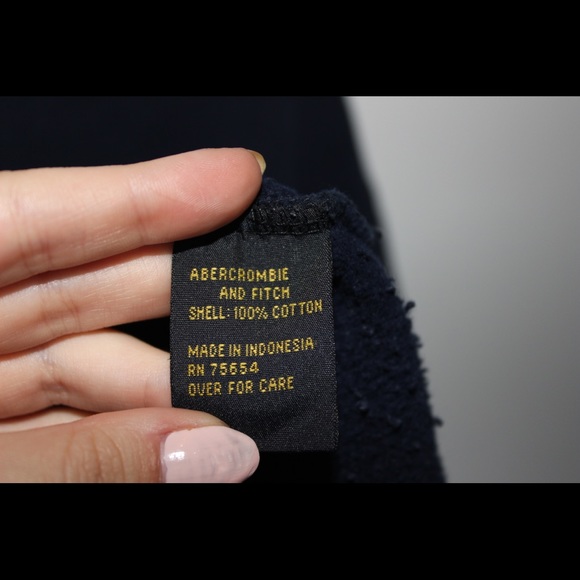 ABERCROMBIE
AND FITCH
SHELL: 100% COTTON
MADE IN INDONESIA
RN 75654
OVER FOR CARE